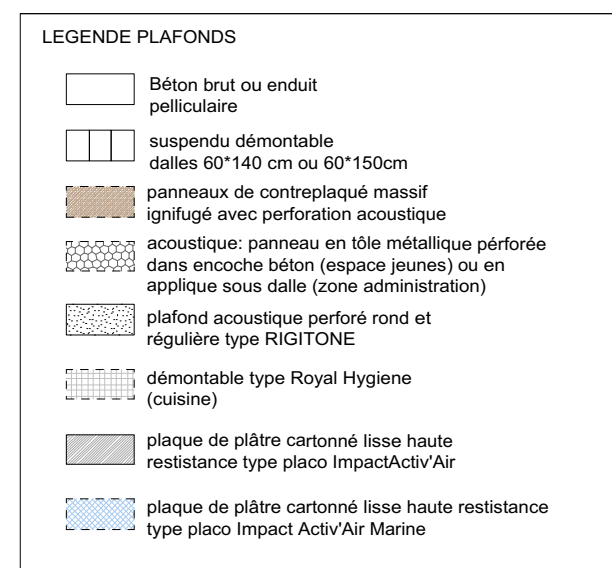 LEGENDE PLAFONDS
Béton brut ou enduit
pelliculaire
suspendu démontable
dalles 60*140 cm ou 60*150cm
panneaux de contreplaqué massif
ignifugé avec perforation acoustique
acoustique: panneau en tôle métallique pérforée
dans encoche béton (espace jeunes) ou en
applique sous dalle (zone administration)
plafond acoustique perforé rond et
régulière type RIGITONE
démontable type Royal Hygiene
(cuisine)
plaque de plâtre cartonné lisse haute
restistance type placo ImpactActiv'Air
plaque de plâtre cartonné lisse haute restistance
type placo Impact Activ'Air Marine